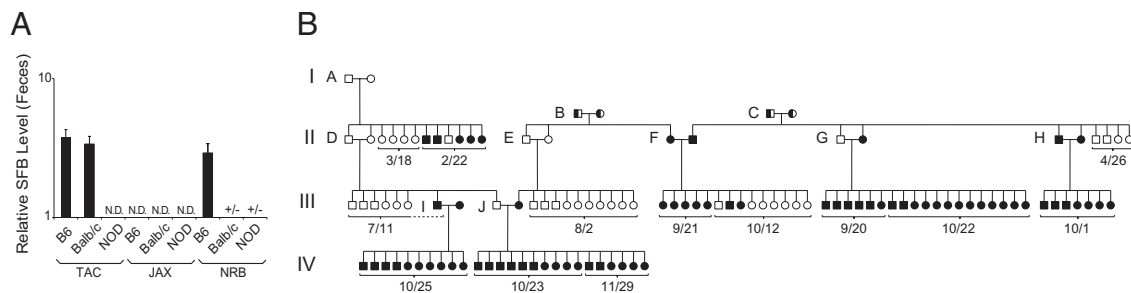 A
Relative SFB Level (Feces)
10
1
N.D. N.D. N.D. N.D. +/- +/-
B6 Balb/c NOD B6 Balb/c NOD B6 Balb/c NOD
TAC JAX NRB
B
I A
B C
II D E F G H
3/18 2/22 4/26
III I J
7/11 8/2 9/21 10/12 9/20 10/22 10/1
IV
10/25 10/23 11/29